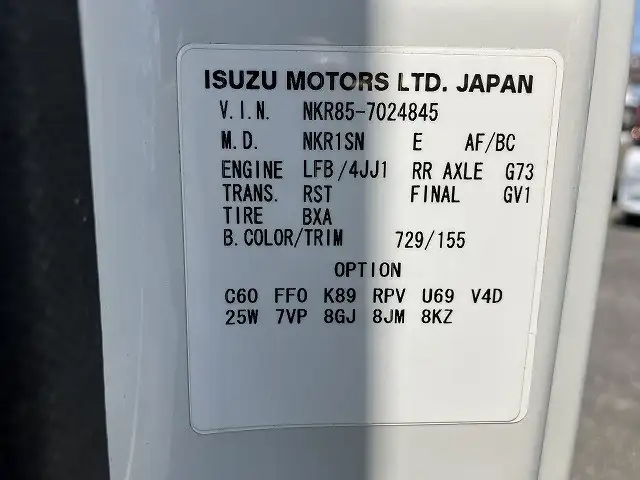 ISUZU MOTORS LTD. JAPAN
V.I.N. NKR85-7024845
M.D. NKR1SN E AF/BC
ENGINE LFB/4JJ1 RR AXLE G73
TRANS. RST FINAL GV1
TIRE BXA
B.COLOR/TRIM 729/155
OPTION
C60 FF0 K89 RPV U69 V4D
25W 7VP 8GJ 8JM 8KZ